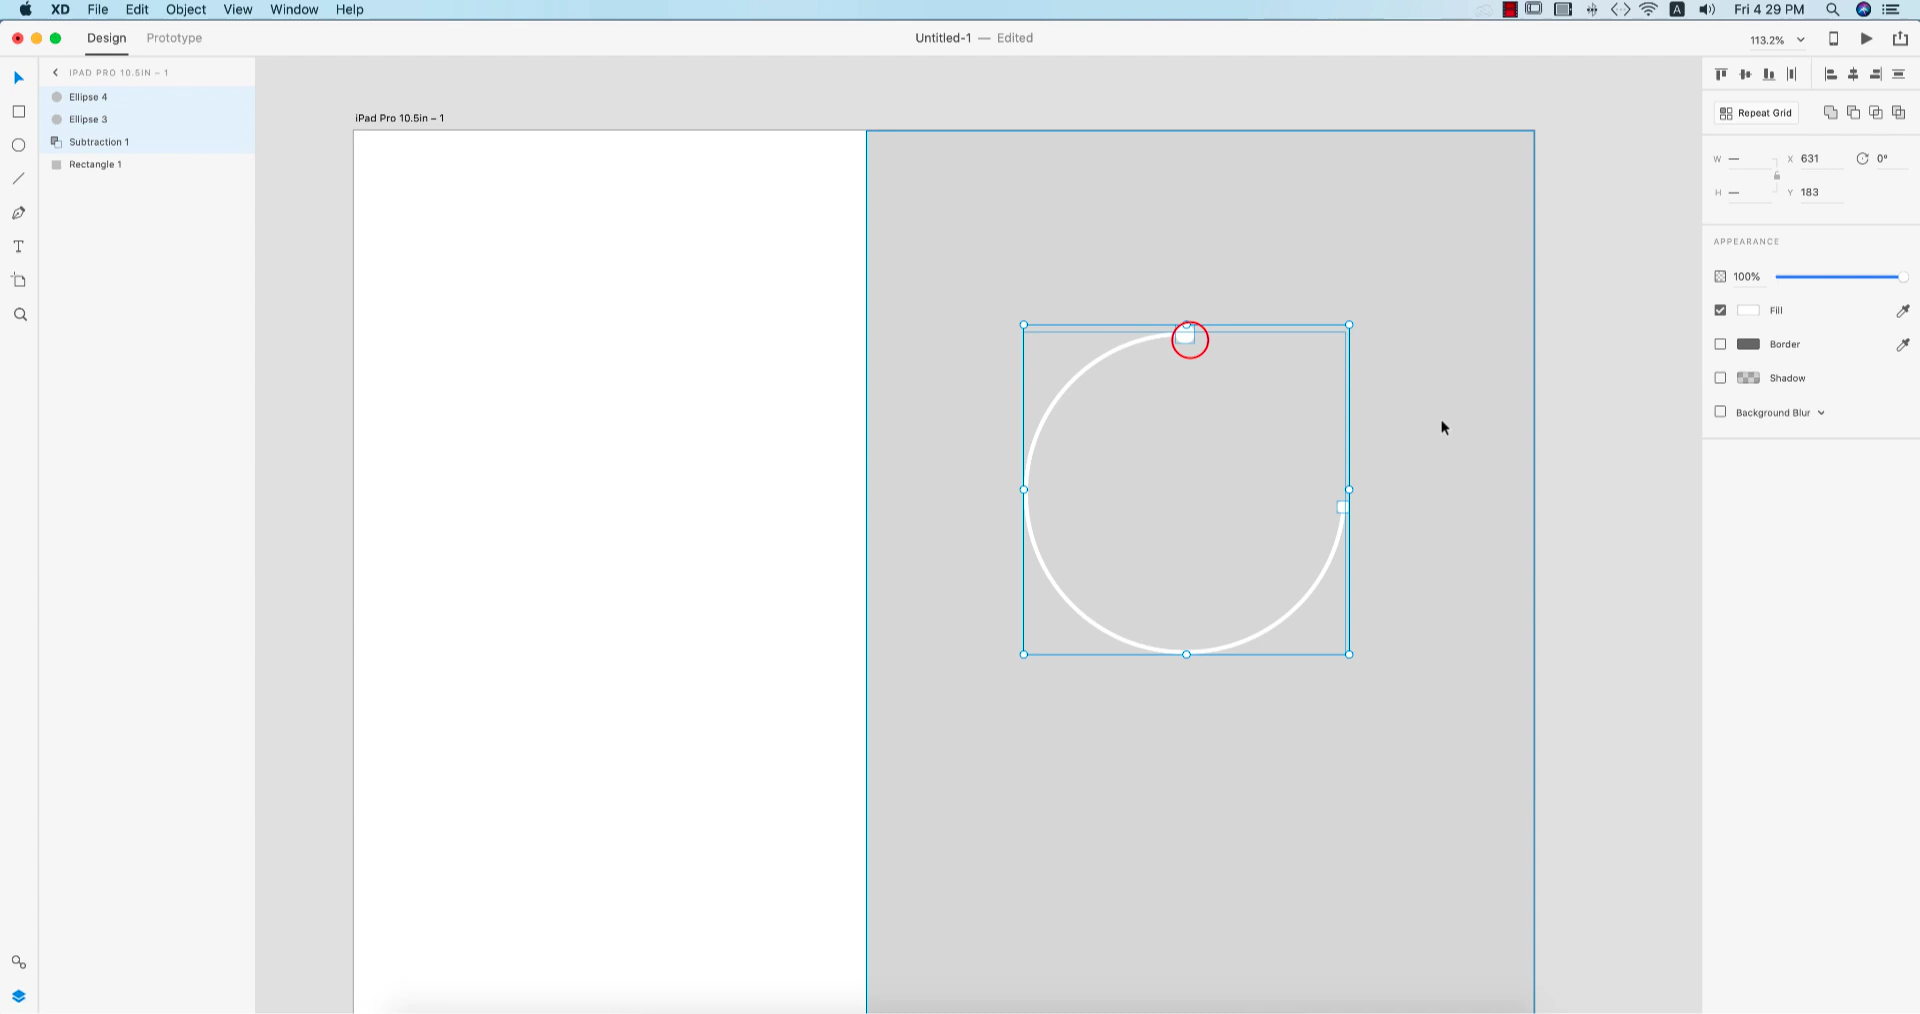 XD File Edit Object View Window Help
A Fri 4 29 PM
Design Prototype
Untitled-1 — Edited
113.2%
IPAD PRO 10.5IN – 1
Ellipse 4
Ellipse 3
Subtraction 1
Rectangle 1
iPad Pro 10.5in – 1
Repeat Grid
W — X 631 0°
H — Y 183
APPEARANCE
100%
Fill
Border
Shadow
Background Blur